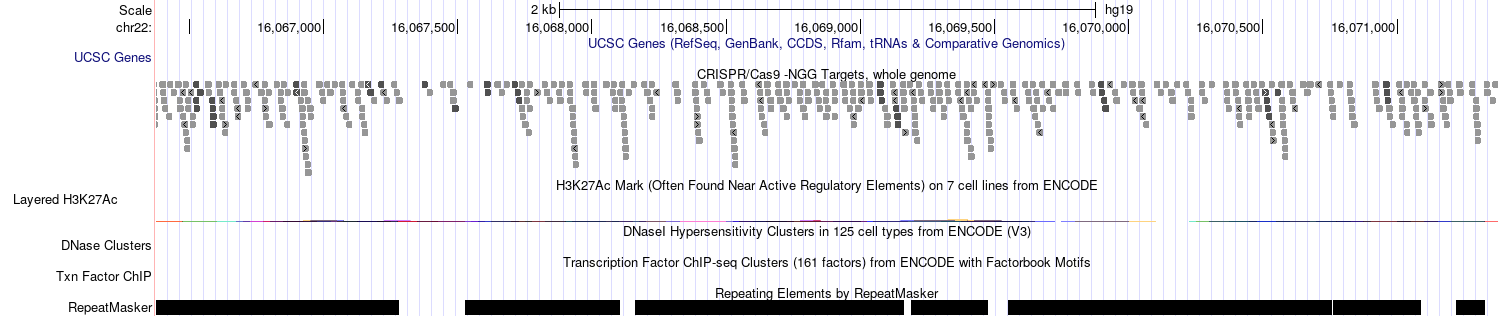 Scale 2 kb hg19
chr22: 16,067,000 16,067,500 16,068,000 16,068,500 16,069,000 16,069,500 16,070,000 16,070,500 16,071,000
UCSC Genes (RefSeq, GenBank, CCDS, Rfam, tRNAs & Comparative Genomics)
UCSC Genes
CRISPR/Cas9 -NGG Targets, whole genome
H3K27Ac Mark (Often Found Near Active Regulatory Elements) on 7 cell lines from ENCODE
Layered H3K27Ac
DNaseI Hypersensitivity Clusters in 125 cell types from ENCODE (V3)
DNase Clusters
Transcription Factor ChIP-seq Clusters (161 factors) from ENCODE with Factorbook Motifs
Txn Factor ChIP
Repeating Elements by RepeatMasker
RepeatMasker